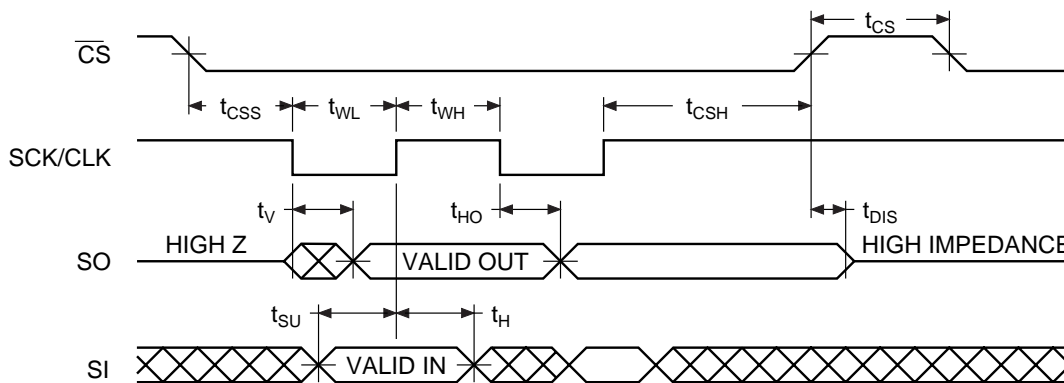 tCS
CS
tCSS tWL tWH tCSH
SCK/CLK
tV tHO tDIS
HIGH Z HIGH IMPEDANCE
SO VALID OUT
tSU tH
SI VALID IN